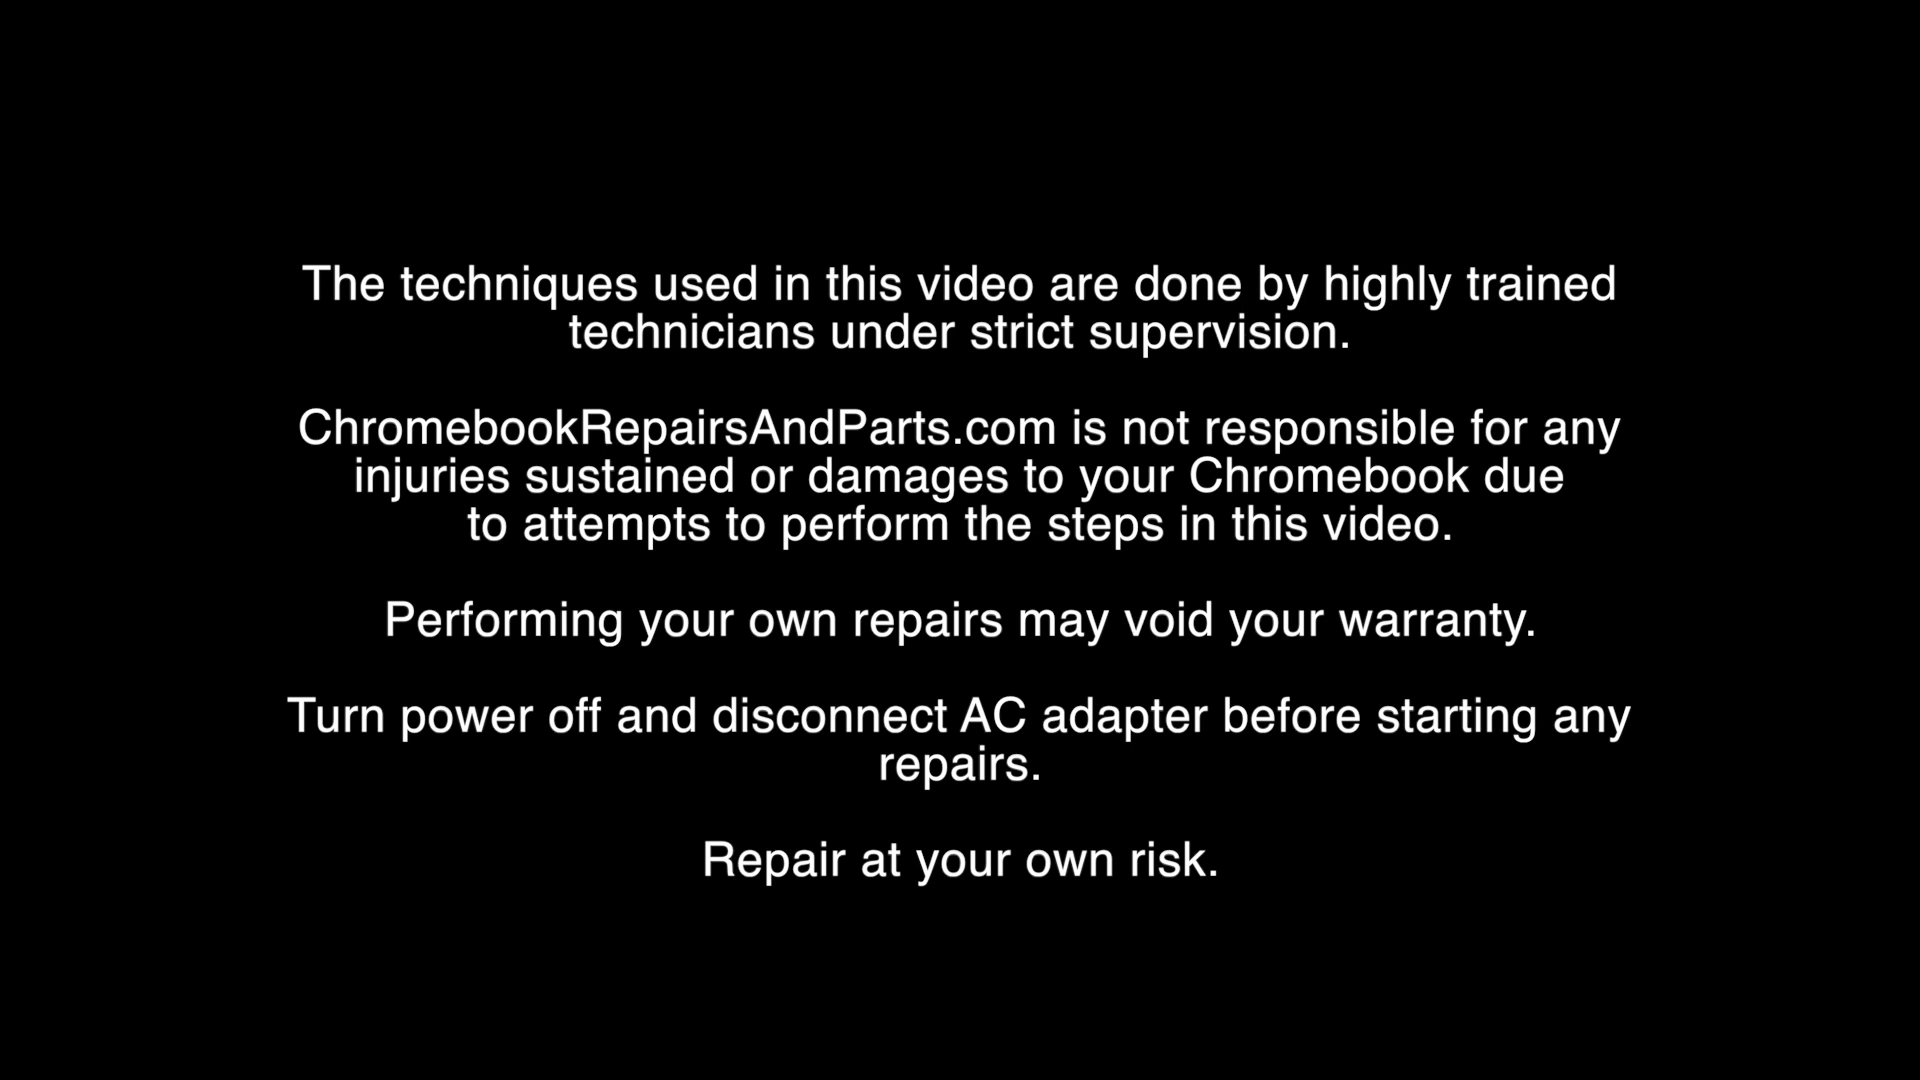 The techniques used in this video are done by highly trained
technicians under strict supervision.
ChromebookRepairsAndParts.com is not responsible for any
injuries sustained or damages to your Chromebook due
to attempts to perform the steps in this video.
Performing your own repairs may void your warranty.
Turn power off and disconnect AC adapter before starting any
repairs.
Repair at your own risk.